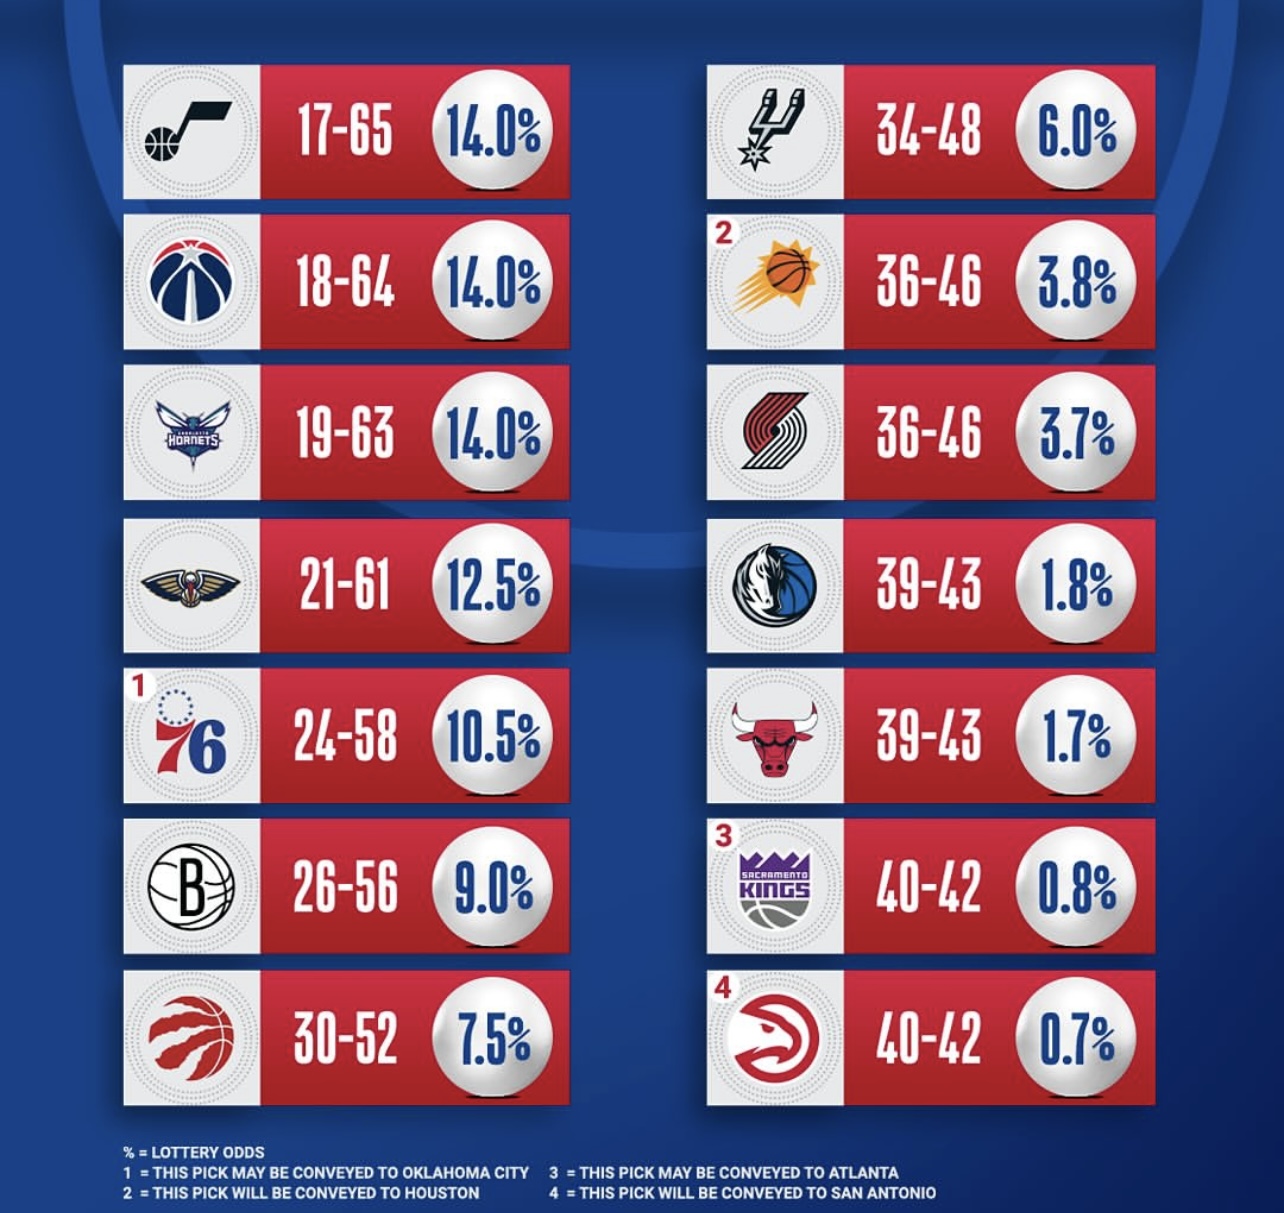 17-65 14.0%
18-64 14.0%
CHARLOTTE
HORNETS
19-63 14.0%
21-61 12.5%
1
76
24-58 10.5%
B
26-56 9.0%
30-52 7.5%
34-48 6.0%
2
36-46 3.8%
36-46 3.7%
39-43 1.8%
39-43 1.7%
3
SACRAMENTO
KINGS
40-42 0.8%
4
40-42 0.7%
% = LOTTERY ODDS
1 = THIS PICK MAY BE CONVEYED TO OKLAHOMA CITY
2 = THIS PICK WILL BE CONVEYED TO HOUSTON
3 = THIS PICK MAY BE CONVEYED TO ATLANTA
4 = THIS PICK WILL BE CONVEYED TO SAN ANTONIO